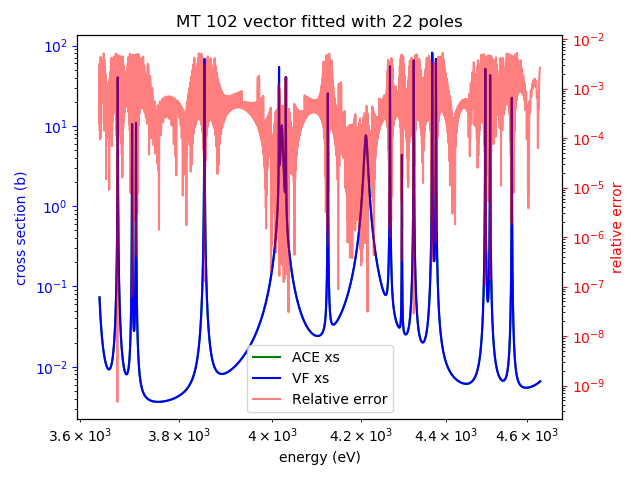 MT 102 vector fitted with 22 poles
cross section (b)
10²
10¹
10⁰
10⁻¹
10⁻²
10⁻²
10⁻³
10⁻⁴
10⁻⁵
10⁻⁶
10⁻⁷
10⁻⁸
10⁻⁹
relative error
ACE xs
VF xs
Relative error
3.6 × 10³ 3.8 × 10³ 4 × 10³ 4.2 × 10³ 4.4 × 10³ 4.6 × 10³
energy (eV)